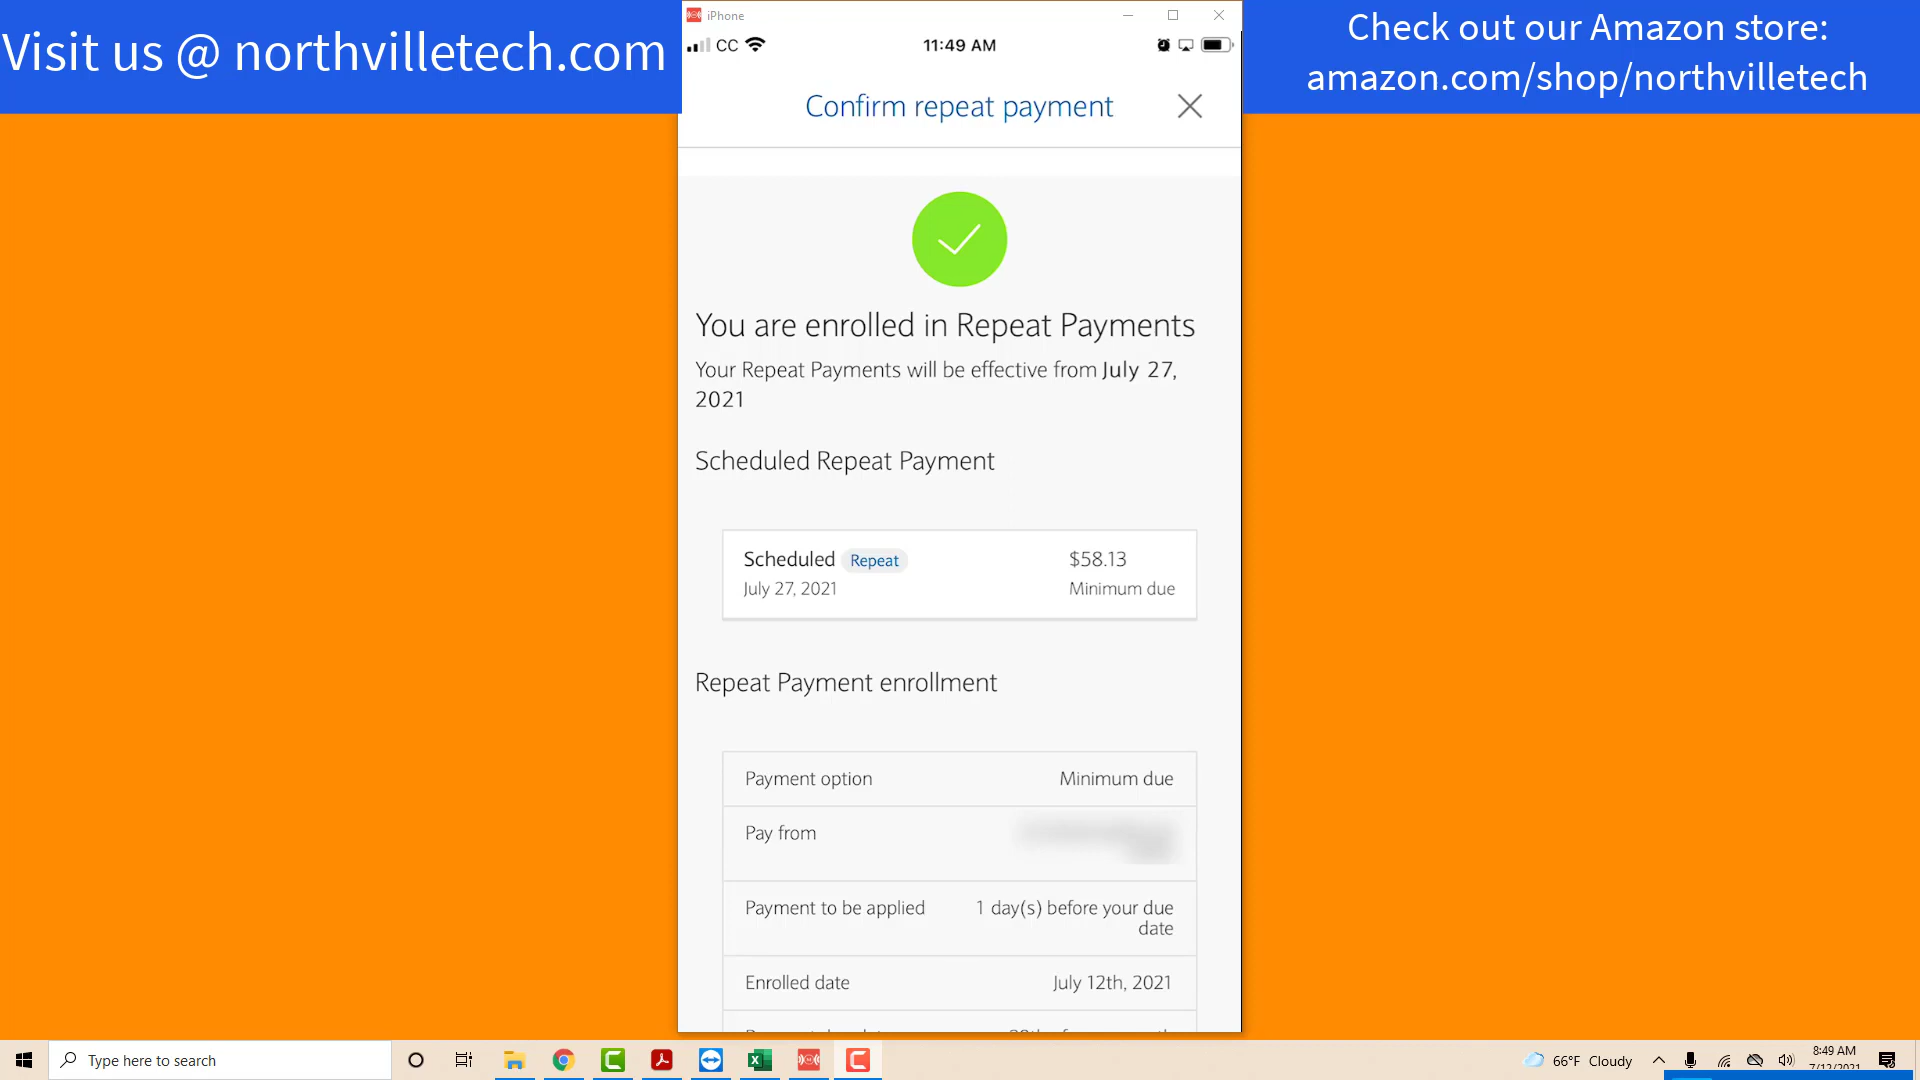 Visit us @ northvilletech.com
iPhone
Check out our Amazon store:
amazon.com/shop/northvilletech
CC
11:49 AM
Confirm repeat payment
You are enrolled in Repeat Payments
Your Repeat Payments will be effective from July 27,
2021
Scheduled Repeat Payment
Scheduled Repeat $58.13
July 27, 2021 Minimum due
Repeat Payment enrollment
Payment option Minimum due
Pay from
Payment to be applied 1 day(s) before your due
date
Enrolled date July 12th, 2021
Type here to search
66°F Cloudy
8:49 AM
7/12/2021